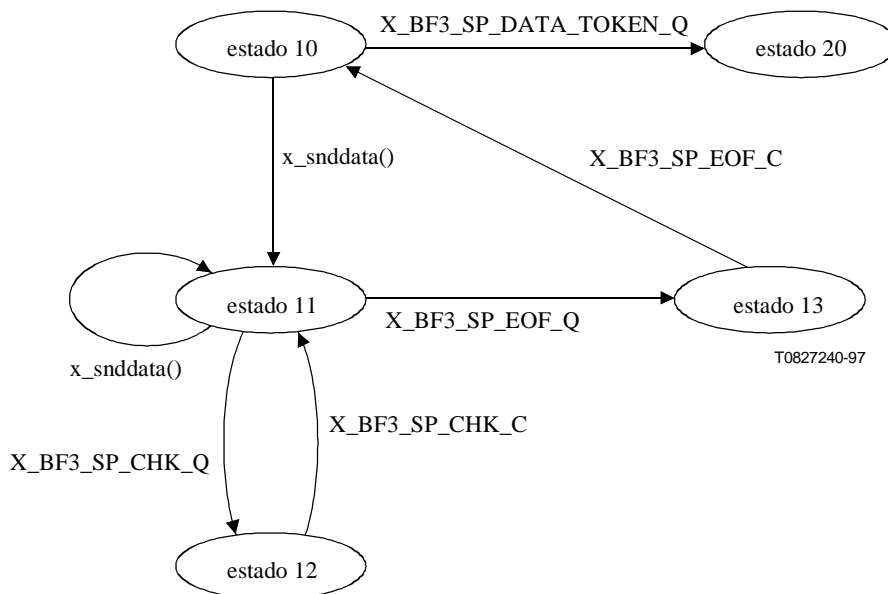 X_BF3_SP_DATA_TOKEN_Q
estado 10
estado 20
x_snddata()
X_BF3_SP_EOF_C
estado 11
estado 13
X_BF3_SP_EOF_Q
T0827240-97
x_snddata()
X_BF3_SP_CHK_C
X_BF3_SP_CHK_Q
estado 12